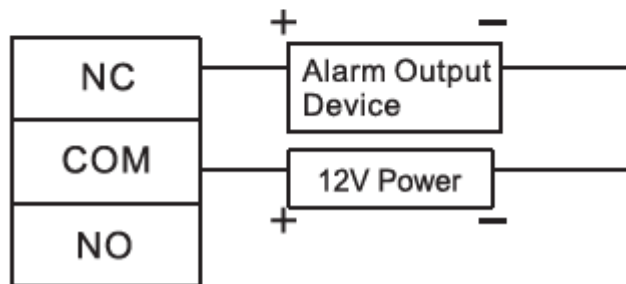 + −
NC
Alarm Output
Device
COM
12V Power
+ −
NO